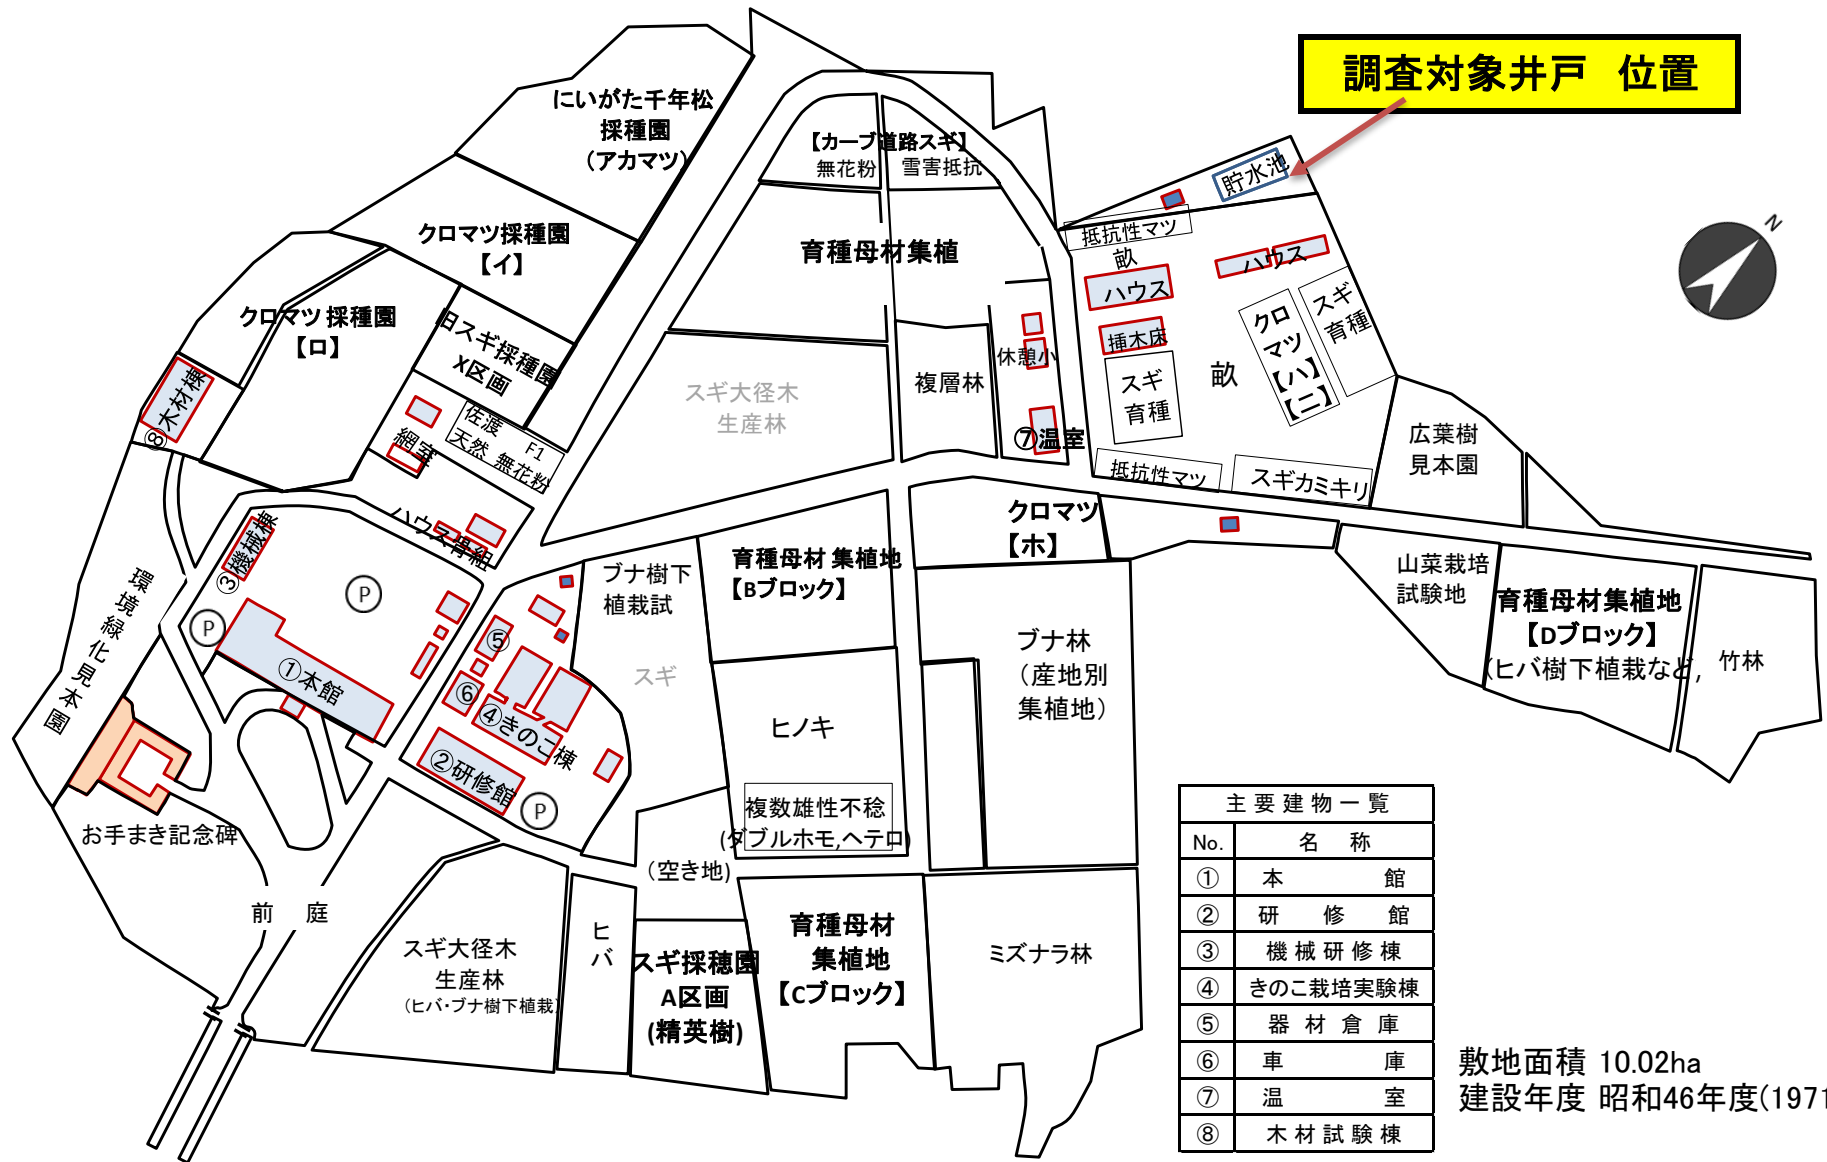 調査対象井戸　位置
にいがた千年松
採種園
(アカマツ)
【カーブ道路スギ】
無花粉
雪害抵抗
貯水池
N
クロマツ採種園
【イ】
育種母材集植
抵抗性マツ
畝
ハウス
ハウス
クロマツ 採種園
【ロ】
旧スギ採種園
X区画
挿木床
スギ
育種
畝
クロ
マツ
【ハ】
【ニ】
スギ
育種
休憩小
複層林
スギ大径木
生産林
⑧木材棟
佐渡 F1
天然 無花粉
網室
⑦温室
抵抗性マツ
スギカミキリ
広葉樹
見本園
ハウス骨組
③機械棟
P
P
クロマツ
【ホ】
育種母材 集植地
【Bブロック】
ブナ樹下
植栽試
スギ
山菜栽培
試験地
育種母材集植地
【Dブロック】
(ヒバ樹下植栽など,
竹林
環境緑化見本園
①本館
⑤
⑥
④きのこ棟
②研修館
P
ブナ林
(産地別
集植地)
ヒノキ
複数雄性不稔
(ダブルホモ,ヘテロ)
お手まき記念碑
(空き地)
前 庭
スギ大径木
生産林
(ヒバ・ブナ樹下植栽)
ヒバ
スギ採穂園
A区画
(精英樹)
育種母材
集植地
【Cブロック】
ミズナラ林
主要建物一覧
No. 名 称
① 本 館
② 研 修 館
③ 機械研修棟
④ きのこ栽培実験棟
⑤ 器材倉庫
⑥ 車 庫
⑦ 温 室
⑧ 木材試験棟
敷地面積 10.02ha
建設年度 昭和46年度(1971